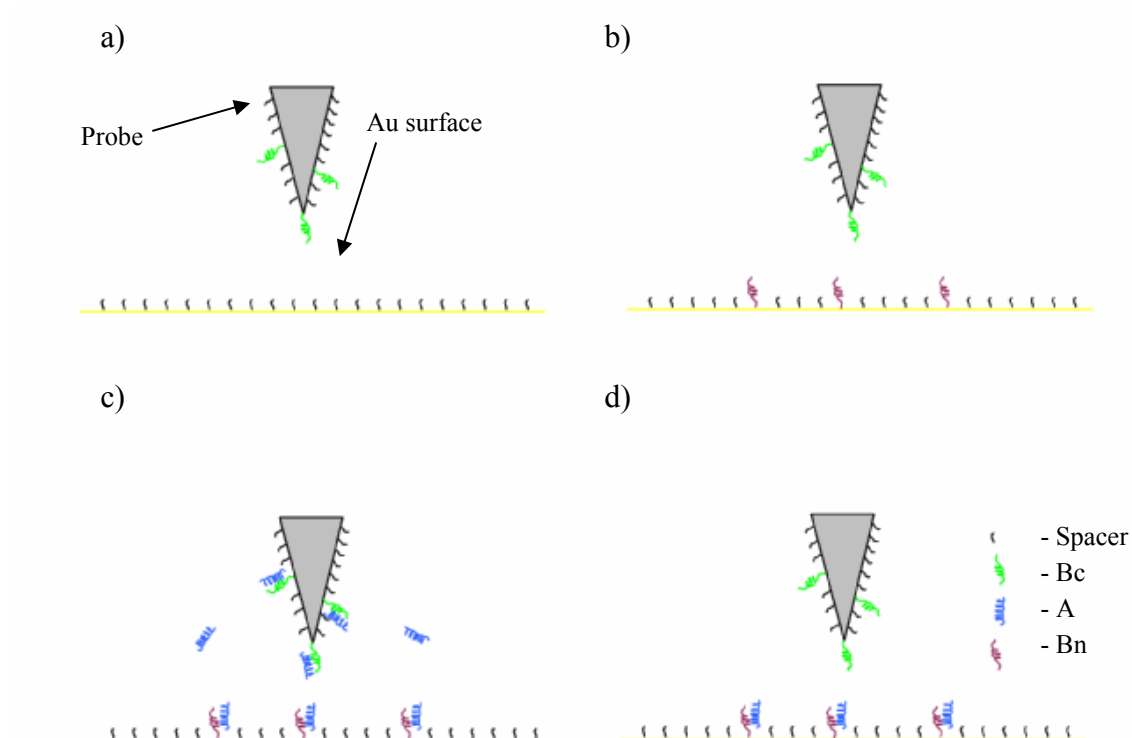 a)
b)
Probe
Au surface
c)
d)
- Spacer
- Bc
- A
- Bn